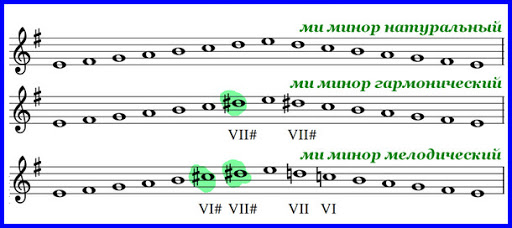 ми минор натуральный
ми минор гармонический
VII# VII#
ми минор мелодический
VI# VII# VII VI